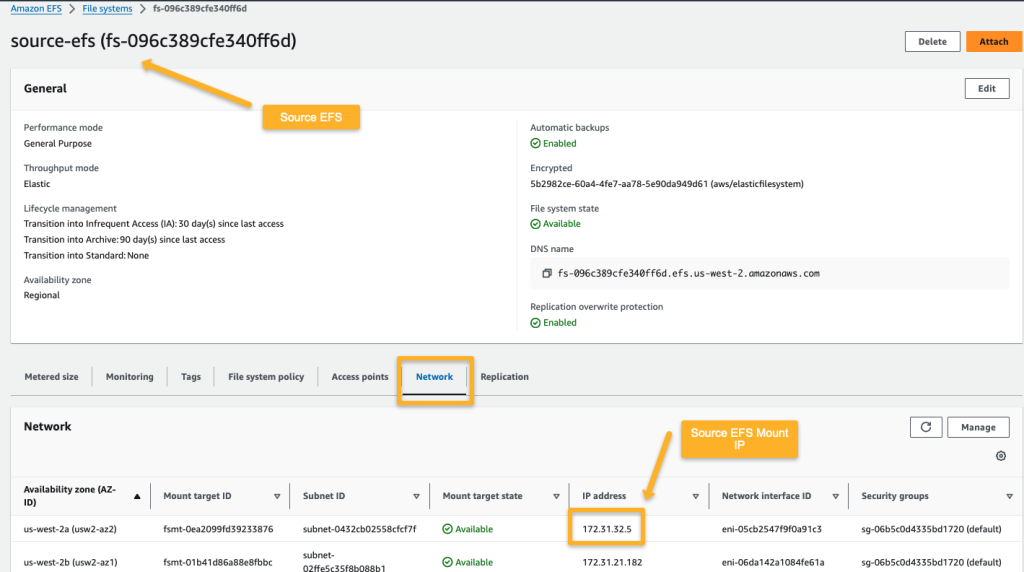 Amazon EFS > File systems > fs-096c389cfe340ff6d
source-efs (fs-096c389cfe340ff6d)
Delete
Attach
Source EFS
General
Edit
Performance mode
General Purpose
Throughput mode
Elastic
Lifecycle management
Transition into Infrequent Access (IA): 30 day(s) since last access
Transition into Archive: 90 day(s) since last access
Transition into Standard: None
Availability zone
Regional
Automatic backups
Enabled
Encrypted
5b2982ce-60a4-4fe7-aa78-5e90da949d61 (aws/elasticfilesystem)
File system state
Available
DNS name
fs-096c389cfe340ff6d.efs.us-west-2.amazonaws.com
Replication overwrite protection
Enabled
Metered size
Monitoring
Tags
File system policy
Access points
Network
Replication
Network
Source EFS Mount
IP
Manage
Availability zone (AZ-
ID)
Mount target ID
Subnet ID
Mount target state
IP address
Network interface ID
Security groups
us-west-2a (usw2-az2)
fsmt-0ea2099fd39233876
subnet-0432cb02558cfcf7f
Available
172.31.32.5
eni-05cb2547f9f0a91c3
sg-06b5c0d4335bd1720 (default)
us-west-2b (usw2-az1)
fsmt-01b41d86a88e8fbbc
subnet-
02ffe5c35f8b088b1
Available
172.31.21.182
eni-06da142a1084fe61a
sg-06b5c0d4335bd1720 (default)